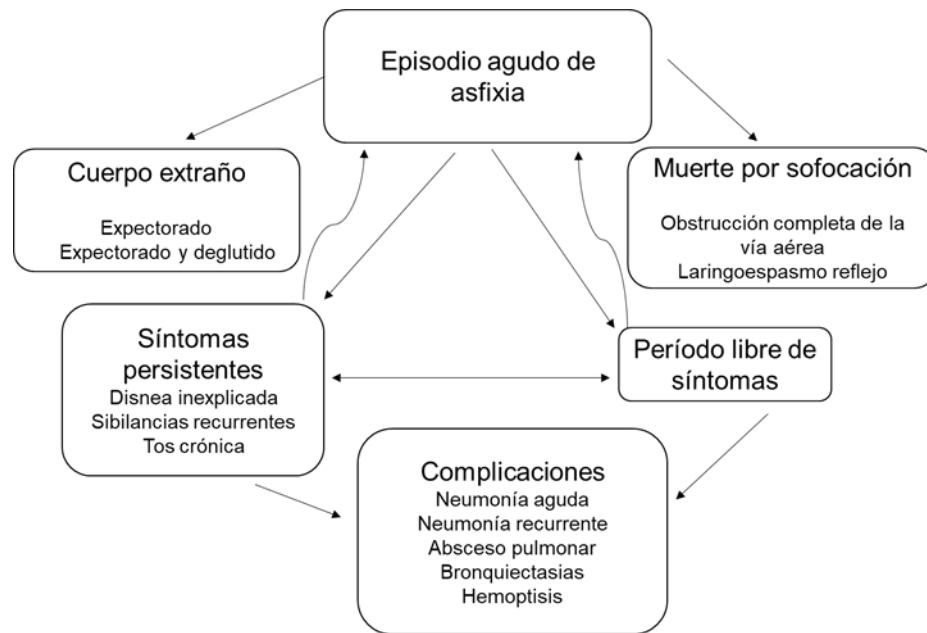 Episodio agudo de
asfixia
Cuerpo extraño
Expectorado
Expectorado y deglutido
Muerte por sofocación
Obstrucción completa de la
vía aérea
Laringoespasmo reflejo
Síntomas
persistentes
Disnea inexplicada
Sibilancias recurrentes
Tos crónica
Período libre de
síntomas
Complicaciones
Neumonía aguda
Neumonía recurrente
Absceso pulmonar
Bronquiectasias
Hemoptisis